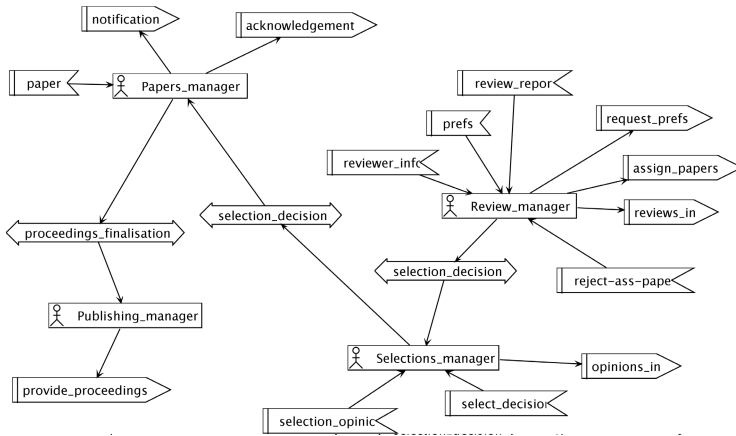 notification
acknowledgement
paper
Papers_manager
review_repor
prefs
request_prefs
reviewer_info
assign_papers
Review_manager
reviews_in
selection_decision
proceedings_finalisation
selection_decision
reject-ass-pape
Publishing_manager
Selections_manager
opinions_in
provide_proceedings
select_decision
selection_opinic